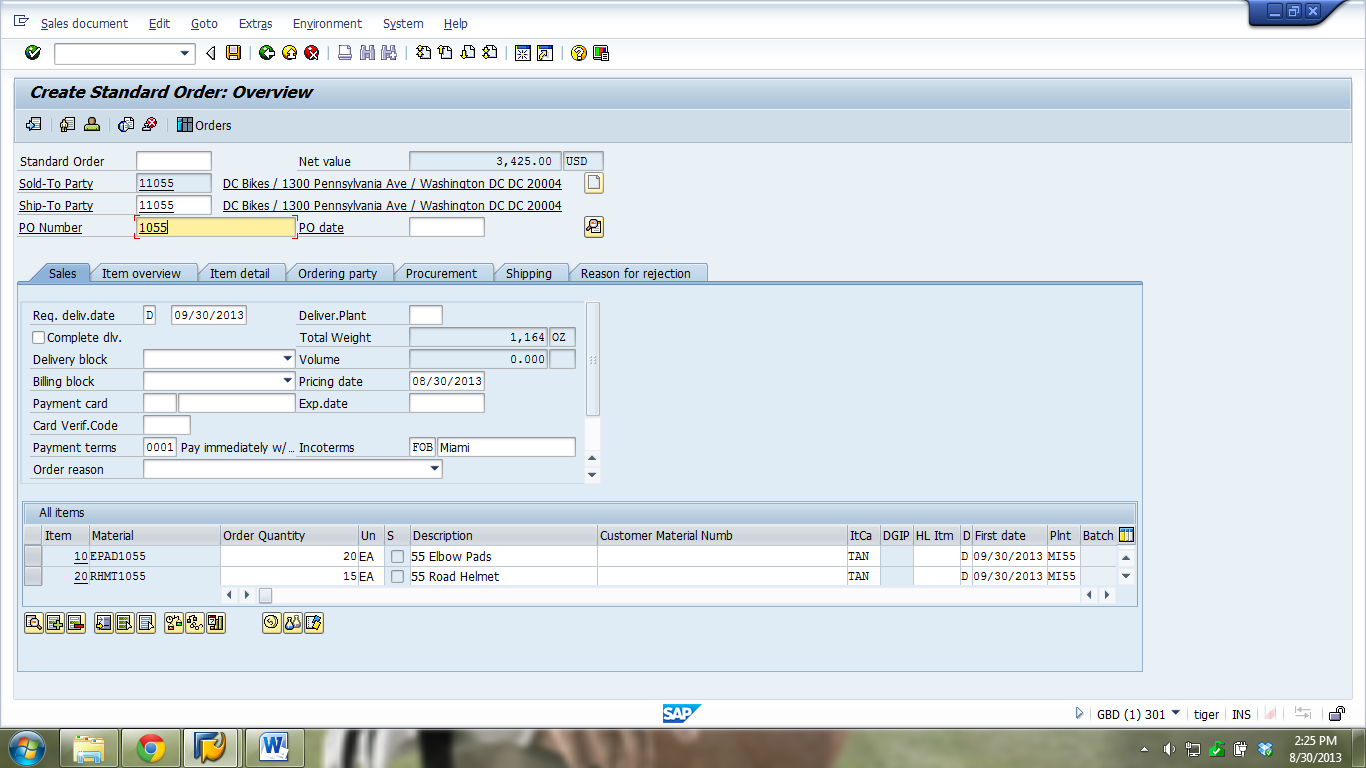 Sales document Edit Goto Extras Environment System Help
Create Standard Order: Overview
Orders
Standard Order Net value 3,425.00 USD
Sold-To Party 11055 DC Bikes / 1300 Pennsylvania Ave / Washington DC DC 20004
Ship-To Party 11055 DC Bikes / 1300 Pennsylvania Ave / Washington DC DC 20004
PO Number 1055 PO date
Sales Item overview Item detail Ordering party Procurement Shipping Reason for rejection
Req. deliv.date D 09/30/2013 Deliver.Plant
Complete dlv. Total Weight 1,164 OZ
Delivery block Volume 0.000
Billing block Pricing date 08/30/2013
Payment card Exp.date
Card Verif.Code
Payment terms 0001 Pay immediately w/… Incoterms FOB Miami
Order reason
All items
Item Material Order Quantity Un S Description Customer Material Numb ItCa DGIP HL Itm D First date Plnt Batch
10 EPAD1055 20 EA 55 Elbow Pads TAN D 09/30/2013 MI55
20 RHMT1055 15 EA 55 Road Helmet TAN D 09/30/2013 MI55
SAP GBD (1) 301 tiger INS
2:25 PM
8/30/2013